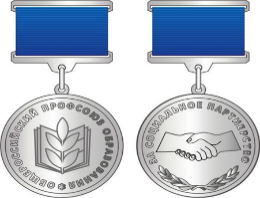 ОБЩЕРОССИЙСКИЙ ПРОФСОЮЗ ОБРАЗОВАНИЯ
ЗА СОЦИАЛЬНОЕ ПАРТНЕРСТВО